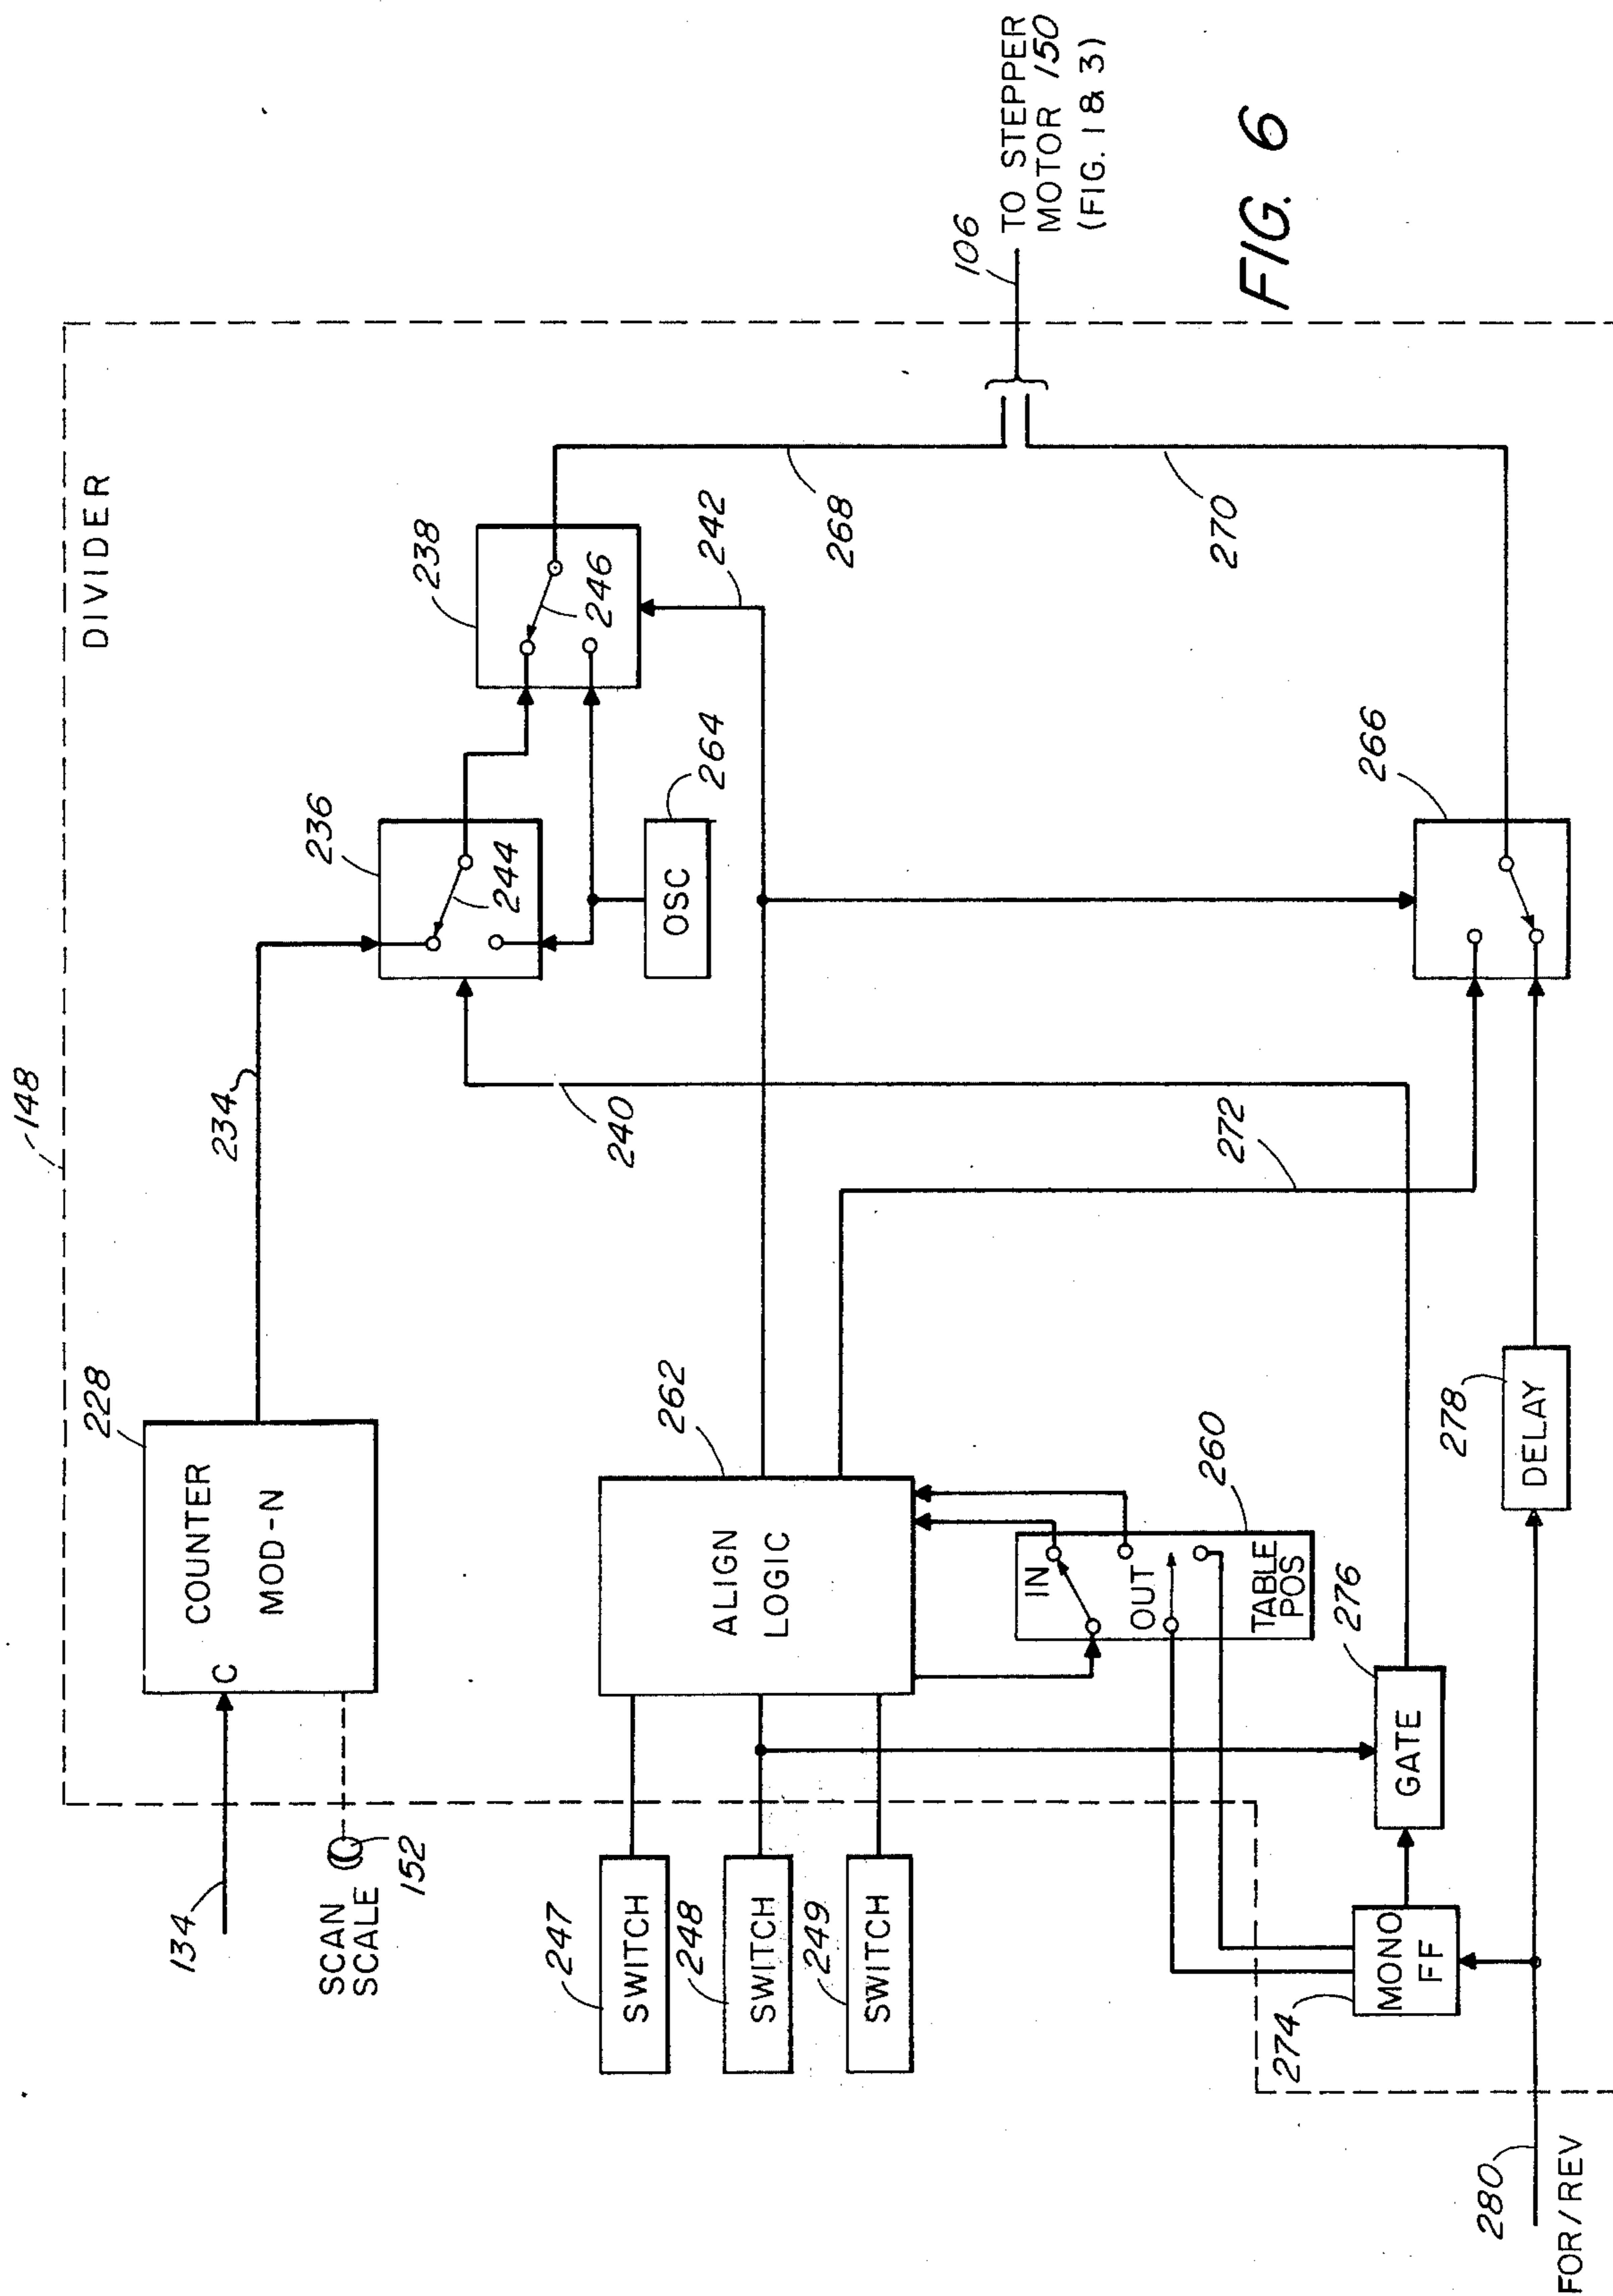 148
DIVIDER
134
C
COUNTER
MOD-N
228
234
SCAN
SCALE
152
236
244
238
246
OSC
264
242
268
106
TO STEPPER
MOTOR 150
(FIG. 1 & 3)
240
247
SWITCH
248
SWITCH
249
SWITCH
ALIGN
LOGIC
262
IN
OUT
TABLE
POS
260
272
266
270
274
MONO
FF
GATE
276
278
DELAY
280
FOR/REV
FIG. 6